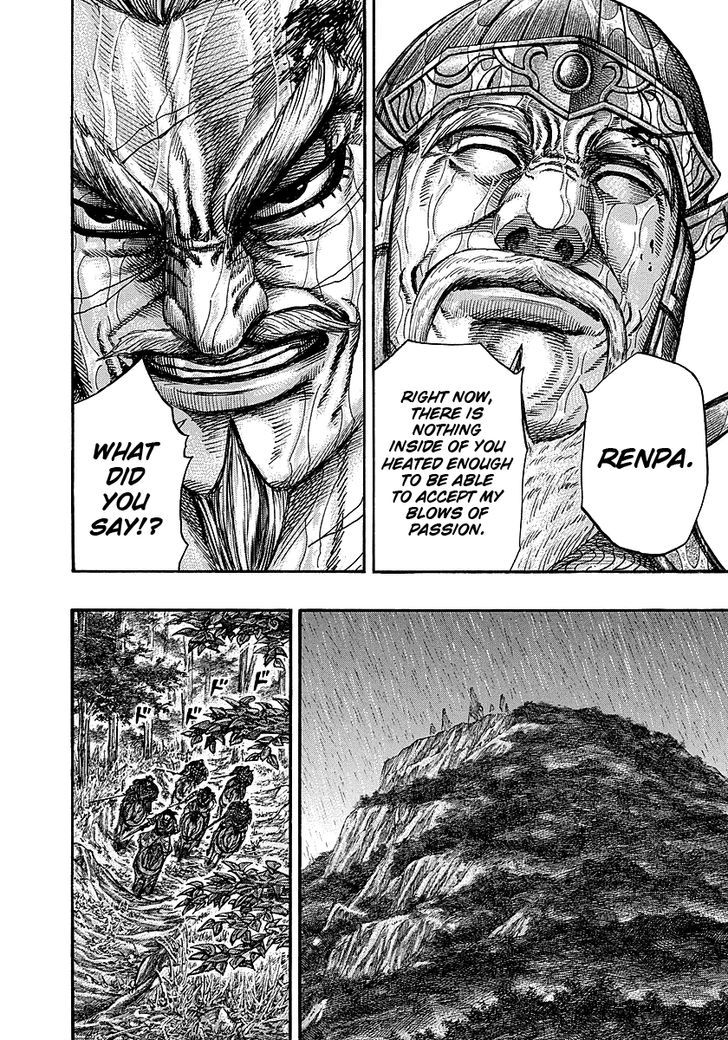 RENPA.
RIGHT NOW,
THERE IS
NOTHING
INSIDE OF YOU
HEATED ENOUGH
TO BE ABLE
TO ACCEPT MY
BLOWS OF
PASSION.
WHAT
DID
YOU
SAY!?
ド
ド
ド